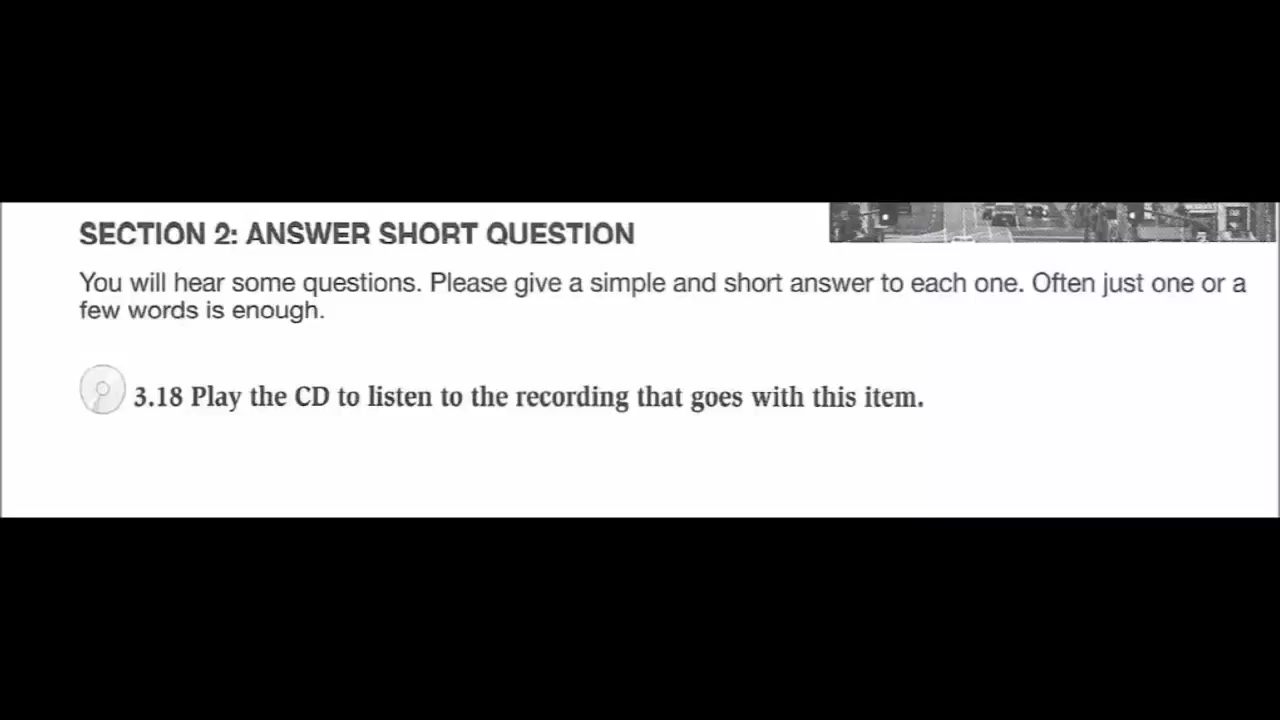 SECTION 2: ANSWER SHORT QUESTION
You will hear some questions. Please give a simple and short answer to each one. Often just one or a
few words is enough.
3.18 Play the CD to listen to the recording that goes with this item.